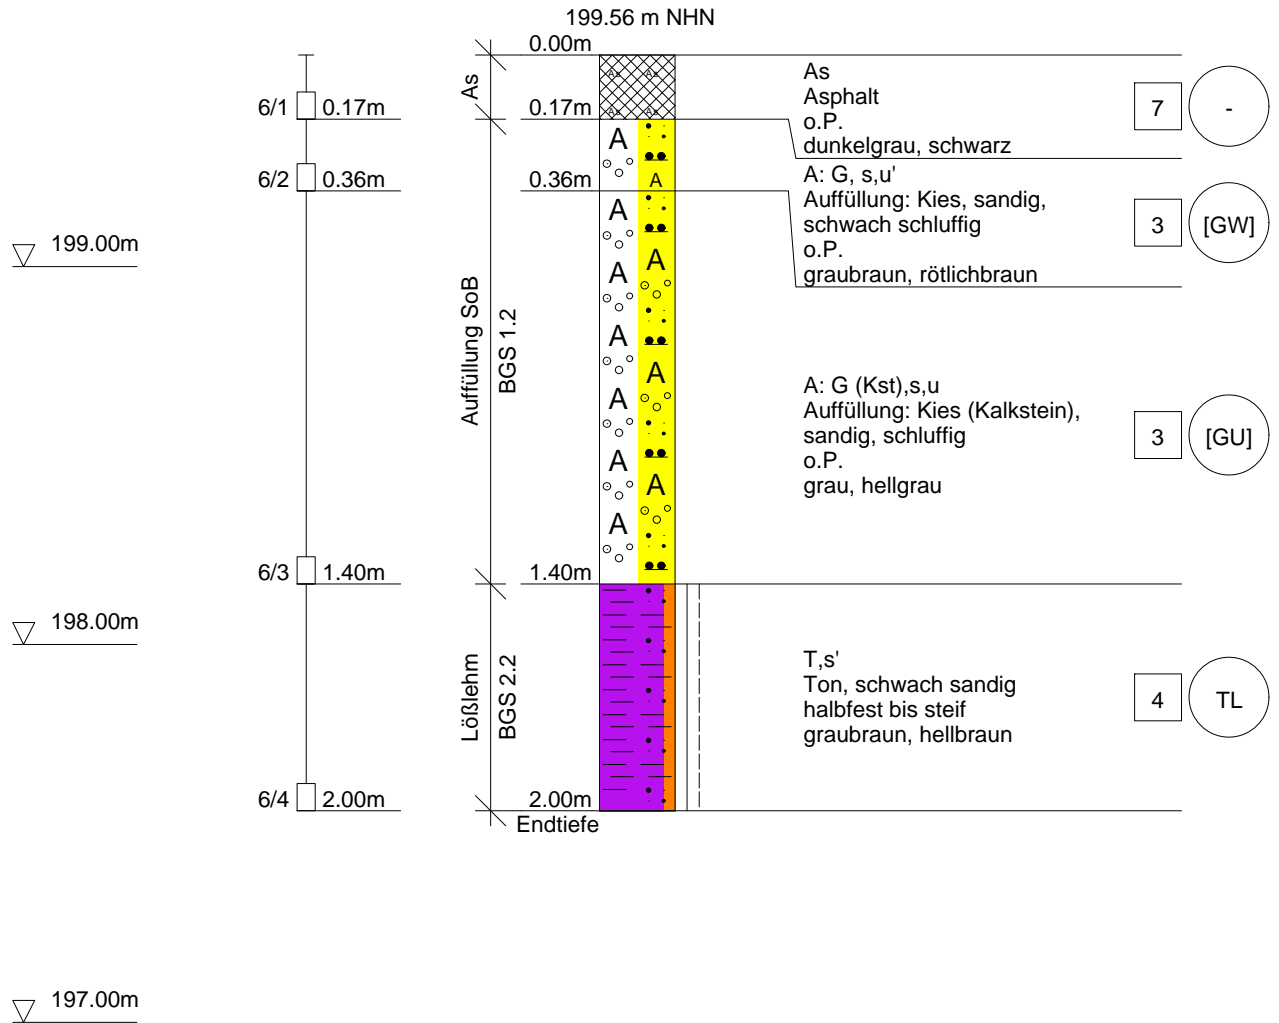 199.56 m NHN
0.00m
As
As As
As As
6/1 0.17m
0.17m
As
Asphalt
o.P.
dunkelgrau, schwarz
7 -
6/2 0.36m
0.36m
A A
A: G, s,u'
Auffüllung: Kies, sandig,
schwach schluffig
o.P.
graubraun, rötlichbraun
3 [GW]
199.00m
Auffüllung SoB
BGS 1.2
A
A
A
A
A
A
A
A
A
A: G (Kst),s,u
Auffüllung: Kies (Kalkstein),
sandig, schluffig
o.P.
grau, hellgrau
3 [GU]
6/3 1.40m
1.40m
198.00m
Lößlehm
BGS 2.2
T,s'
Ton, schwach sandig
halbfest bis steif
graubraun, hellbraun
4 TL
6/4 2.00m
2.00m
Endtiefe
197.00m